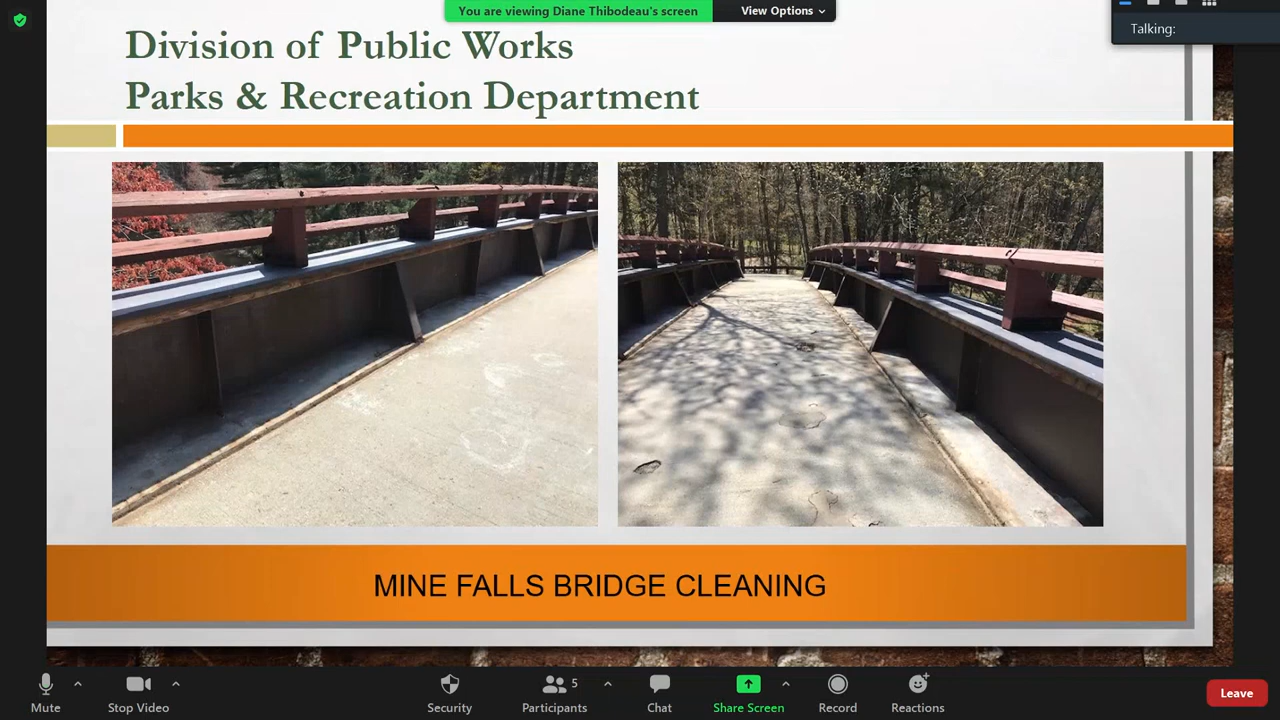 You are viewing Diane Thibodeau's screen
View Options
Talking:
Division of Public Works
Parks & Recreation Department
MINE FALLS BRIDGE CLEANING
Mute
Stop Video
Security
Participants
5
Chat
Share Screen
Record
Reactions
Leave